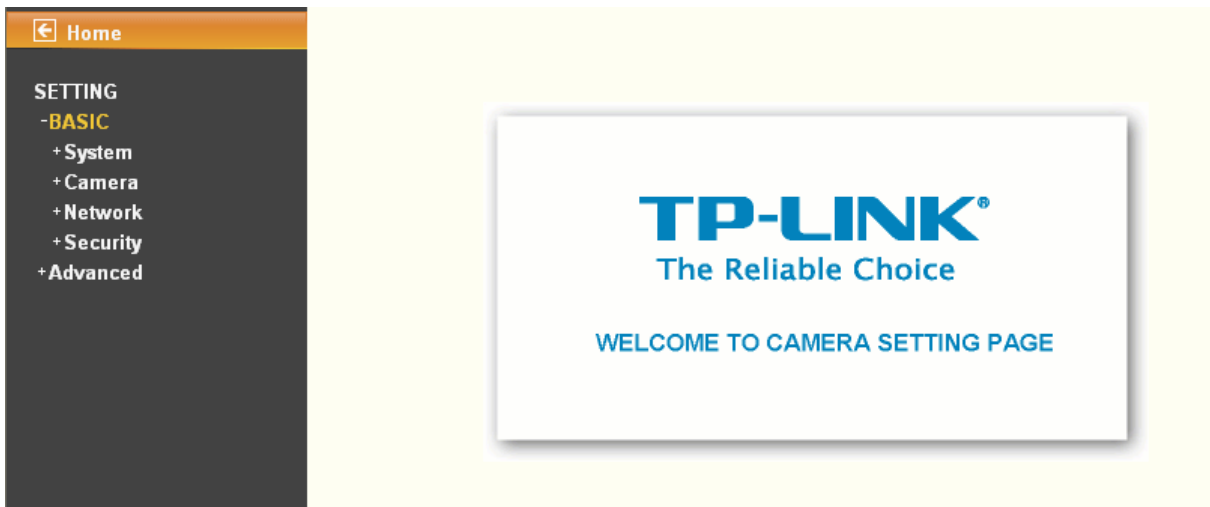 Home
SETTING
-BASIC
+System
+Camera
+Network
+Security
+Advanced
TP-LINK®
The Reliable Choice
WELCOME TO CAMERA SETTING PAGE